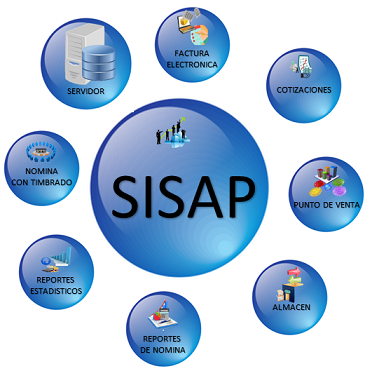 SERVIDOR
FACTURA
ELECTRONICA
COTIZACIONES
NOMINA
CON TIMBRADO
SISAP
PUNTO DE VENTA
REPORTES
ESTADISTICOS
ALMACEN
REPORTES
DE NOMINA